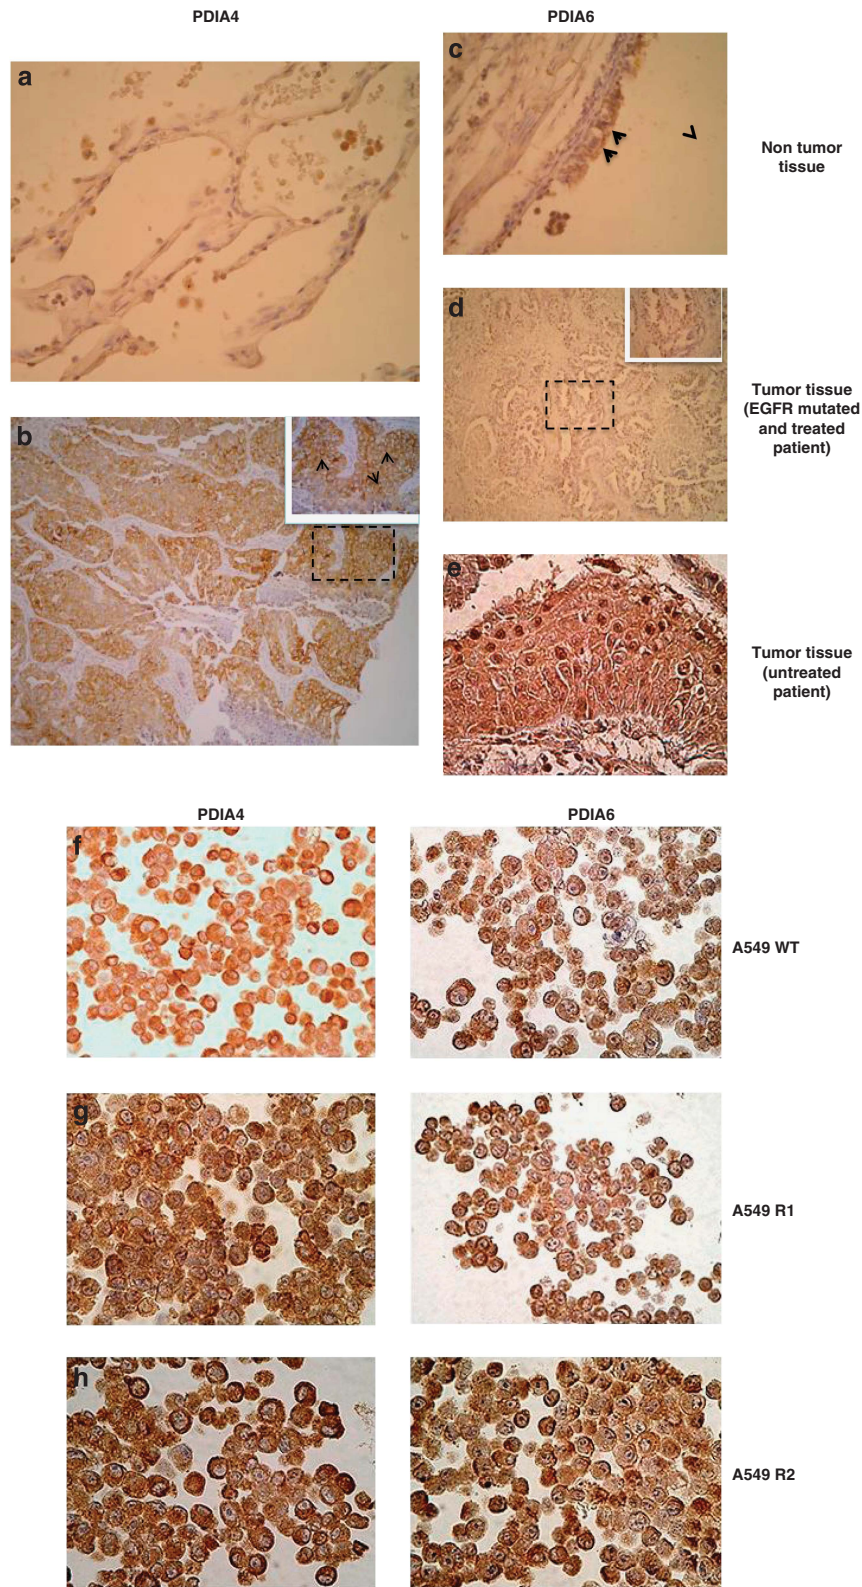 PDIA4
PDIA6
a
c
Non tumor
tissue
d
Tumor tissue
(EGFR mutated
and treated
patient)
b
e
Tumor tissue
(untreated
patient)
PDIA4
PDIA6
f
A549 WT
g
A549 R1
h
A549 R2